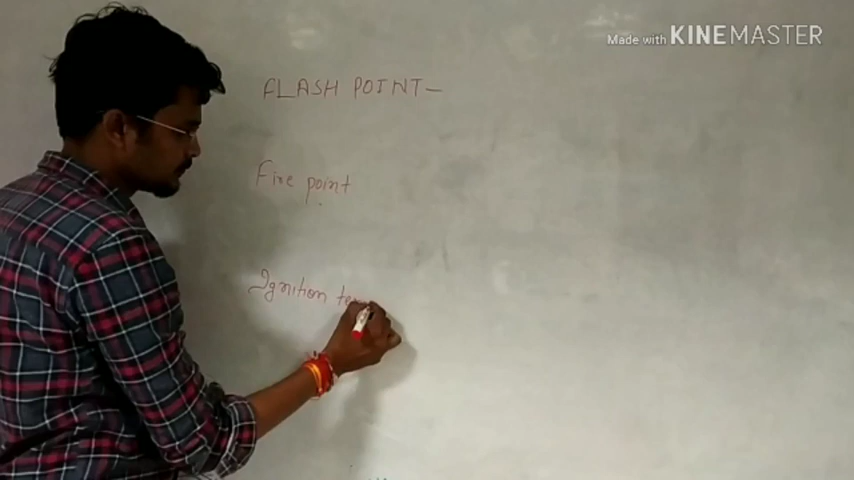 Made with KINEMASTER
FLASH POINT-
Fire point
Ignition